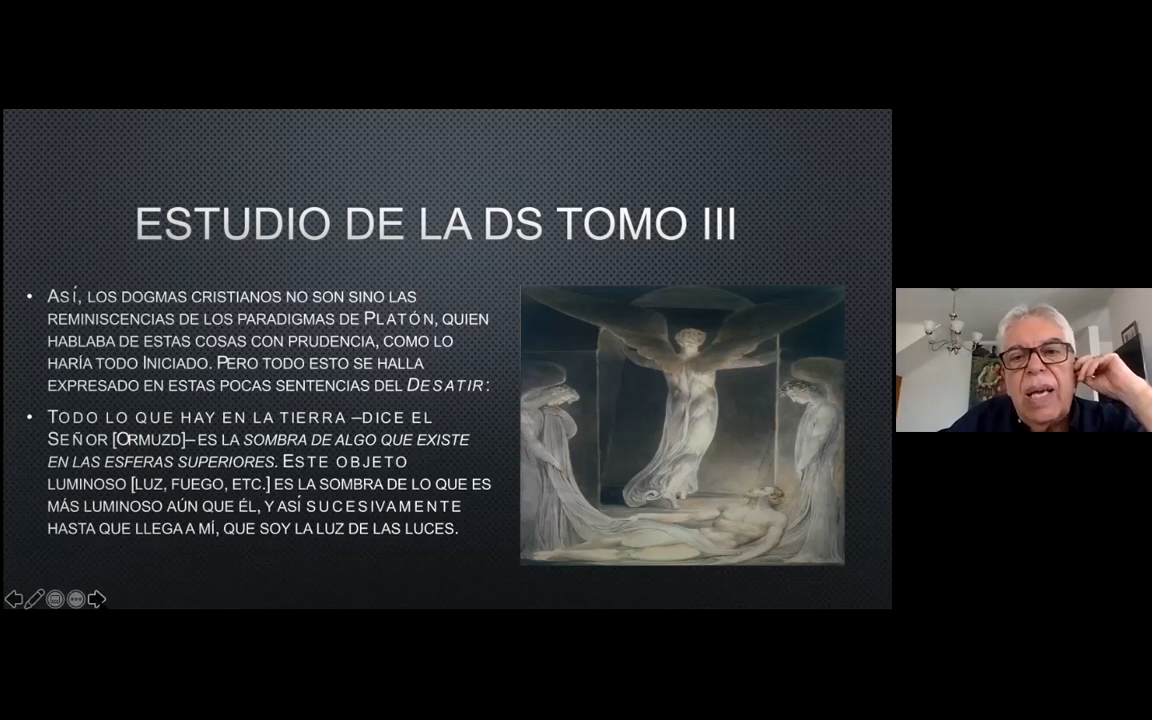 ESTUDIO DE LA DS TOMO III
• ASÍ, LOS DOGMAS CRISTIANOS NO SON SINO LAS
REMINISCENCIAS DE LOS PARADIGMAS DE PLATÓN, QUIEN
HABLABA DE ESTAS COSAS CON PRUDENCIA, COMO LO
HARÍA TODO INICIADO. PERO TODO ESTO SE HALLA
EXPRESADO EN ESTAS POCAS SENTENCIAS DEL DESATIR:
• TODO LO QUE HAY EN LA TIERRA –DICE EL
SEÑOR [ORMUZD]– ES LA SOMBRA DE ALGO QUE EXISTE
EN LAS ESFERAS SUPERIORES. ESTE OBJETO
LUMINOSO [LUZ, FUEGO, ETC.] ES LA SOMBRA DE LO QUE ES
MÁS LUMINOSO AÚN QUE ÉL, Y ASÍ SUCESIVAMENTE
HASTA QUE LLEGA A MÍ, QUE SOY LA LUZ DE LAS LUCES.